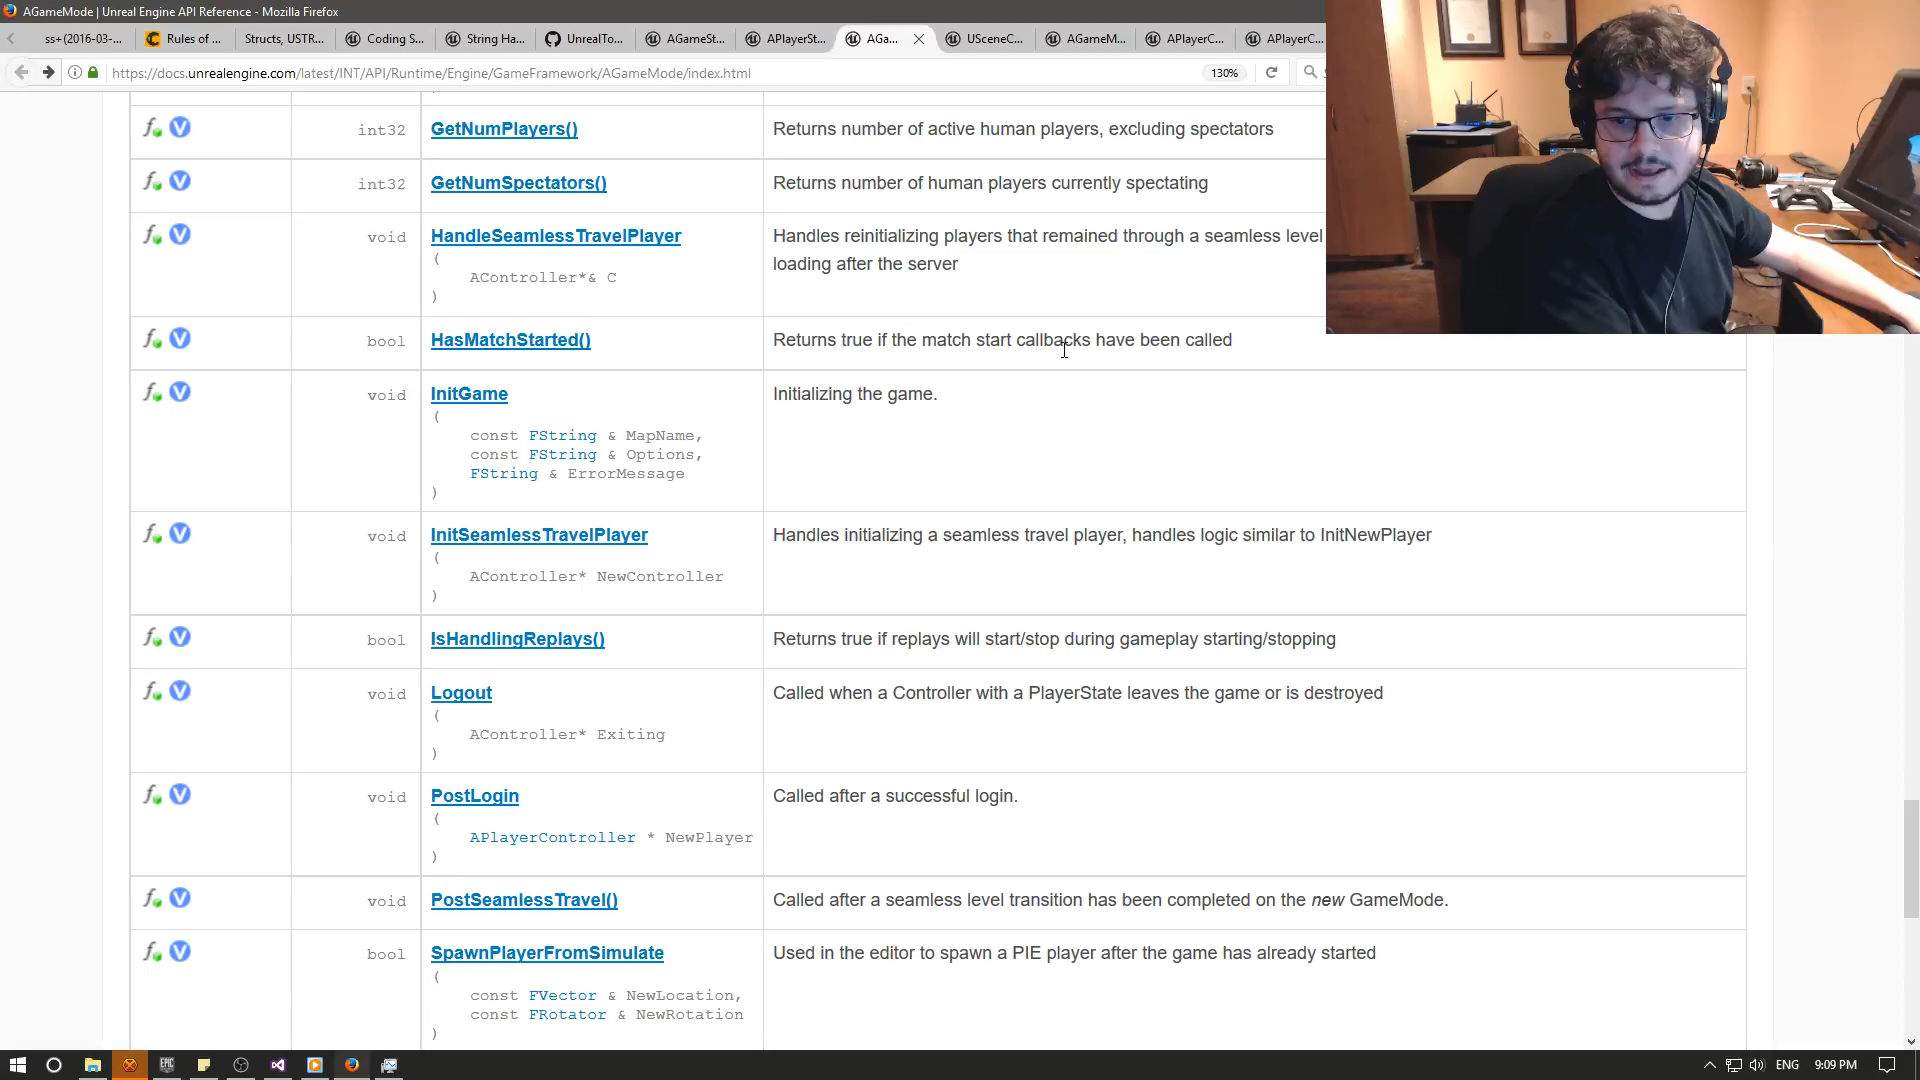 AGameMode | Unreal Engine API Reference - Mozilla Firefox
ss+(2016-03-...
Rules of ...
Structs, USTR...
Coding S...
String Ha...
UnrealTo...
AGameSt...
APlayerSt...
AGa...
USceneC...
AGameM...
APlayerC...
APlayerC...
https://docs.unrealengine.com/latest/INT/API/Runtime/Engine/GameFramework/AGameMode/index.html
130%
int32 GetNumPlayers() Returns number of active human players, excluding spectators
int32 GetNumSpectators() Returns number of human players currently spectating
void HandleSeamlessTravelPlayer Handles reinitializing players that remained through a seamless level
( loading after the server
AController*& C
)
bool HasMatchStarted() Returns true if the match start callbacks have been called
void InitGame Initializing the game.
(
const FString & MapName,
const FString & Options,
FString & ErrorMessage
)
void InitSeamlessTravelPlayer Handles initializing a seamless travel player, handles logic similar to InitNewPlayer
(
AController* NewController
)
bool IsHandlingReplays() Returns true if replays will start/stop during gameplay starting/stopping
void Logout Called when a Controller with a PlayerState leaves the game or is destroyed
(
AController* Exiting
)
void PostLogin Called after a successful login.
(
APlayerController * NewPlayer
)
void PostSeamlessTravel() Called after a seamless level transition has been completed on the new GameMode.
bool SpawnPlayerFromSimulate Used in the editor to spawn a PIE player after the game has already started
(
const FVector & NewLocation,
const FRotator & NewRotation
)
EPIC
ENG
9:09 PM